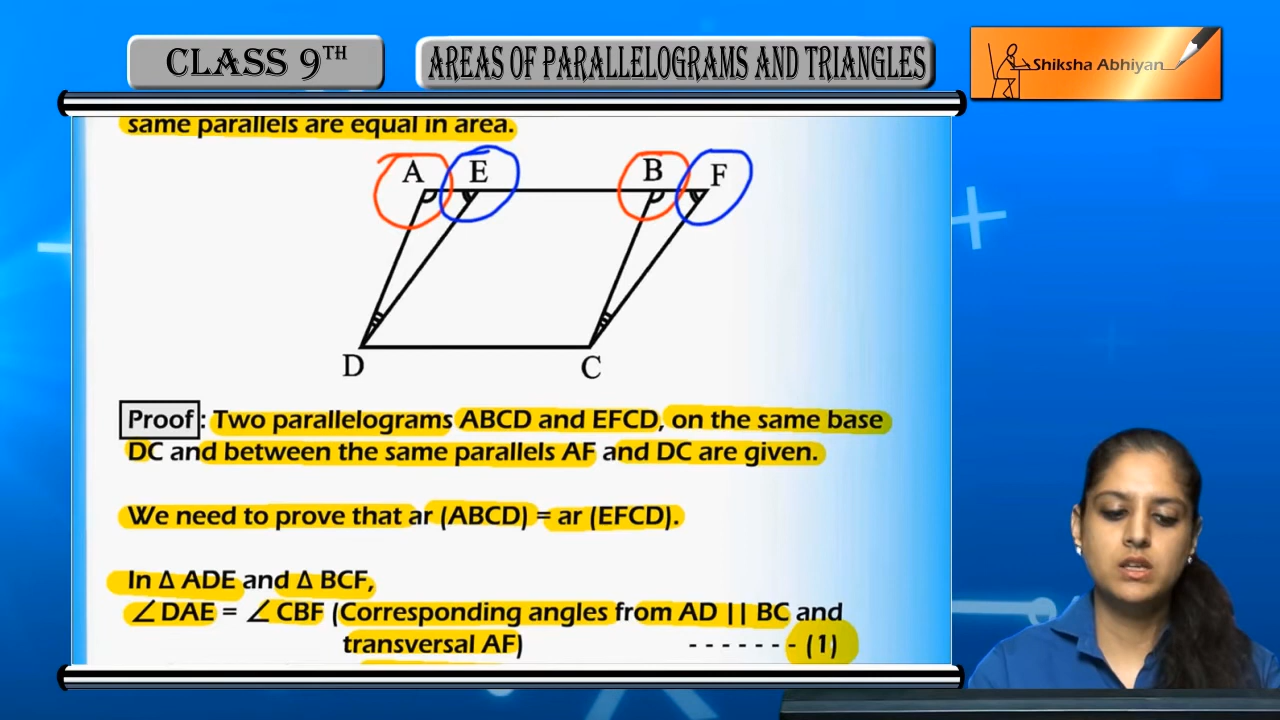 CLASS 9TH
AREAS OF PARALLELOGRAMS AND TRIANGLES
Shiksha Abhiyan
same parallels are equal in area.
A E B F
D C
Proof : Two parallelograms ABCD and EFCD, on the same base
DC and between the same parallels AF and DC are given.
We need to prove that ar (ABCD) = ar (EFCD).
In Δ ADE and Δ BCF,
∠ DAE = ∠ CBF (Corresponding angles from AD || BC and
transversal AF) - - - - - - - (1)